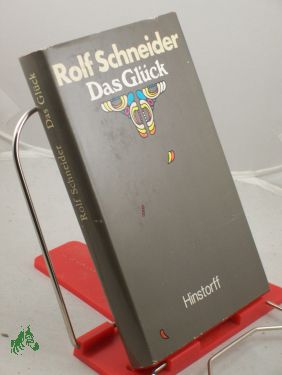 Rolf Schneider
Das Glück
Hinstorff
Rolf Schneider Das Glück